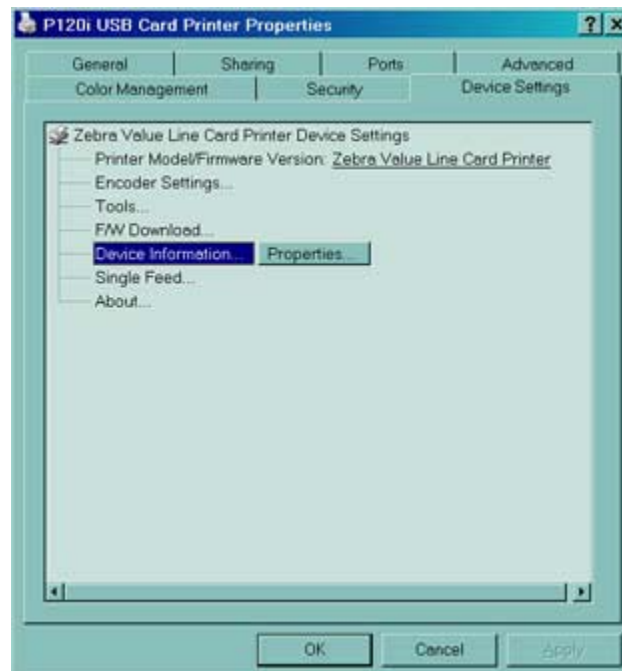 P120i USB Card Printer Properties
General Sharing Ports Advanced
Color Management Security Device Settings
Zebra Value Line Card Printer Device Settings
Printer Model/Firmware Version: Zebra Value Line Card Printer
Encoder Settings...
Tools...
F/W Download...
Device Information... Properties...
Single Feed...
About...
OK Cancel Apply